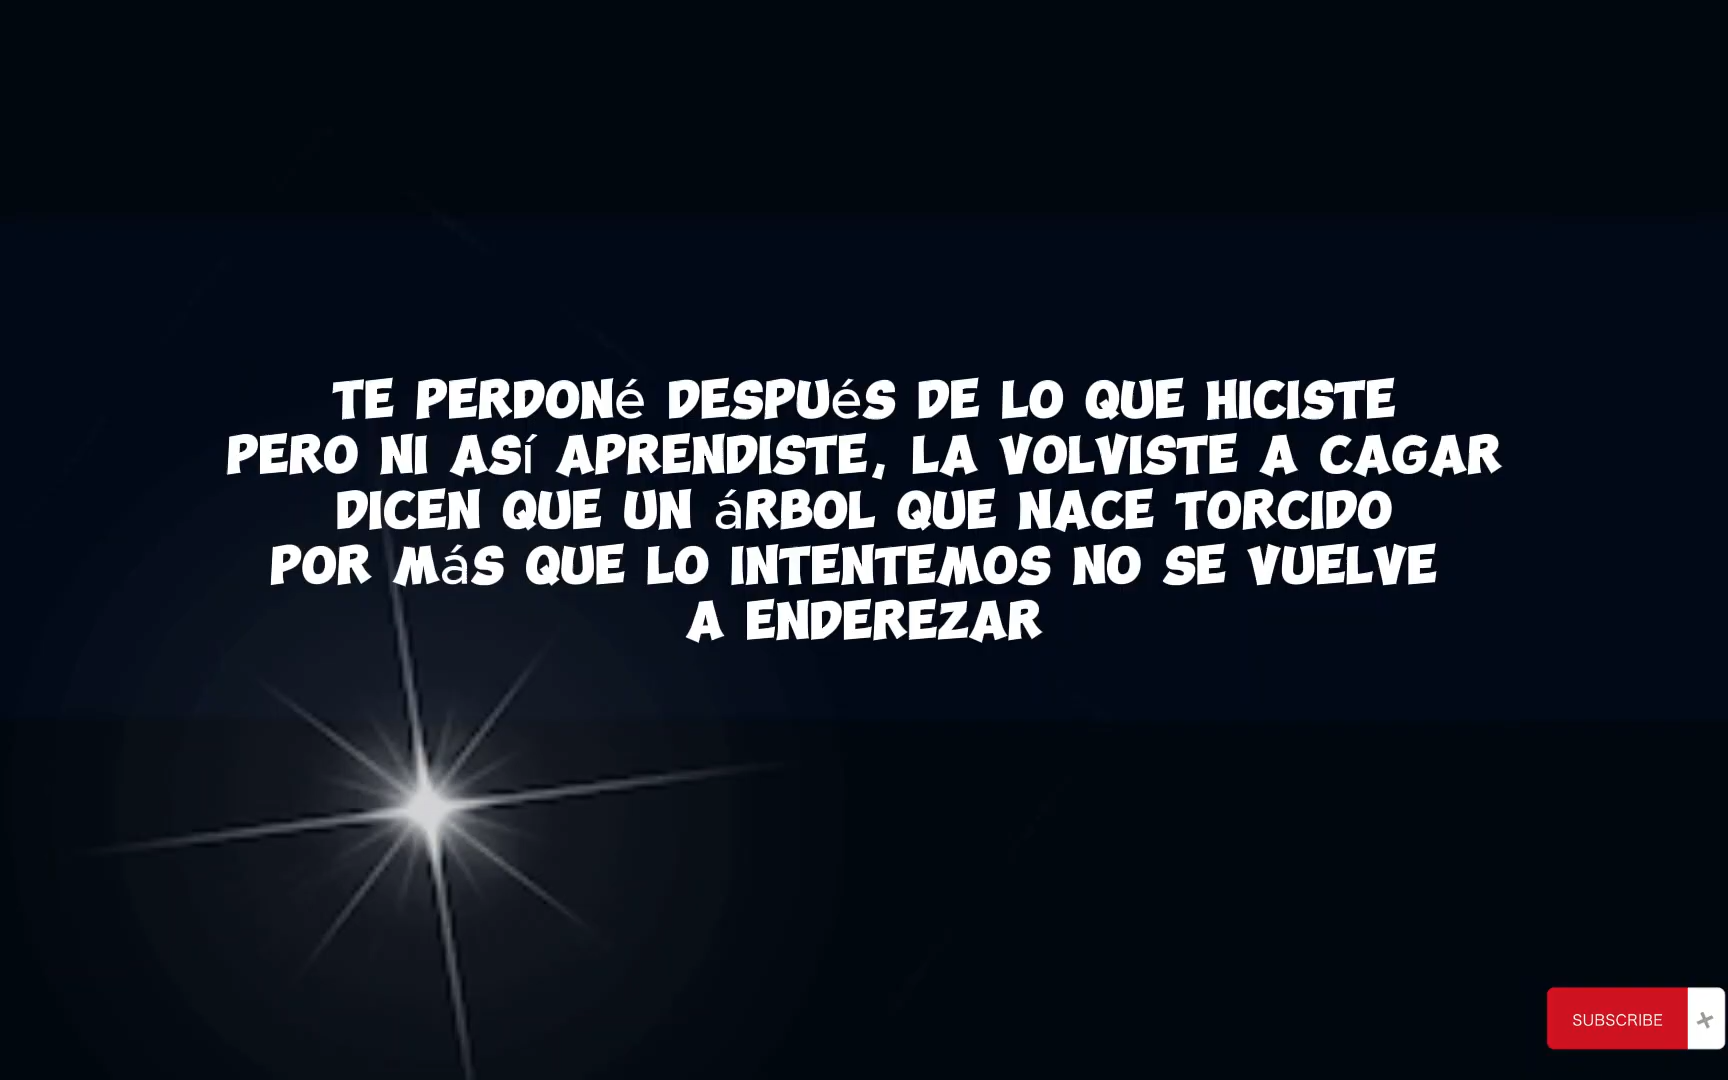 TE PERDONé DESPUéS DE LO QUE HICISTE
PERO NI ASí APRENDISTE, LA VOLVISTE A CAGAR
DICEN QUE UN áRBOL QUE NACE TORCIDO
POR MáS QUE LO INTENTEMOS NO SE VUELVE
A ENDEREZAR
SUBSCRIBE